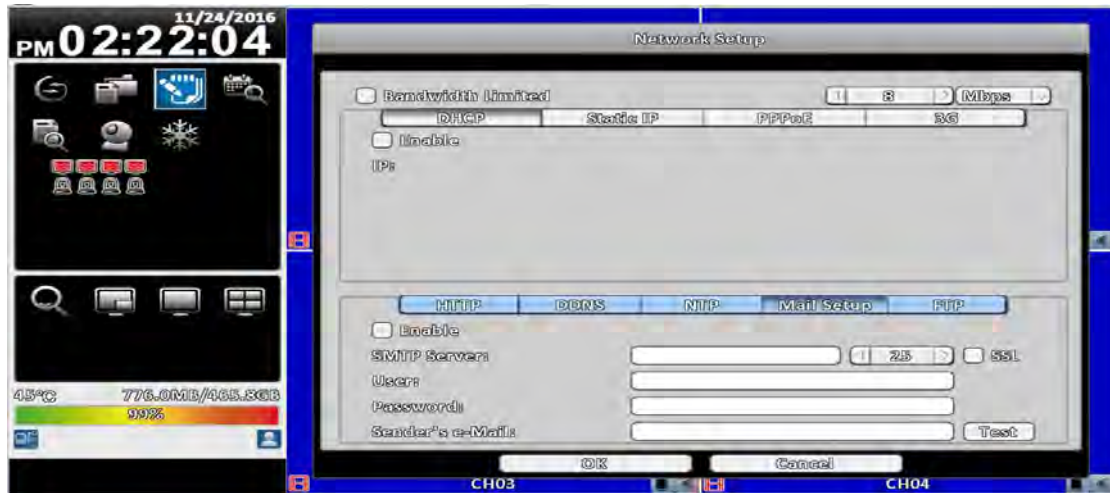 11/24/2016
PM 02:22:04
45°C 776.0MB/465.8GB
99%
Network Setup
Bandwidth Limited 8 Mbps
DHCP Static IP PPPoE 3G
Enable
IP:
HTTP DDNS NTP Mail Setup FTP
Enable
SMTP Server: 25 SSL
User:
Password:
Sender's e-Mail: Test
OK Cancel
CH03 CH04